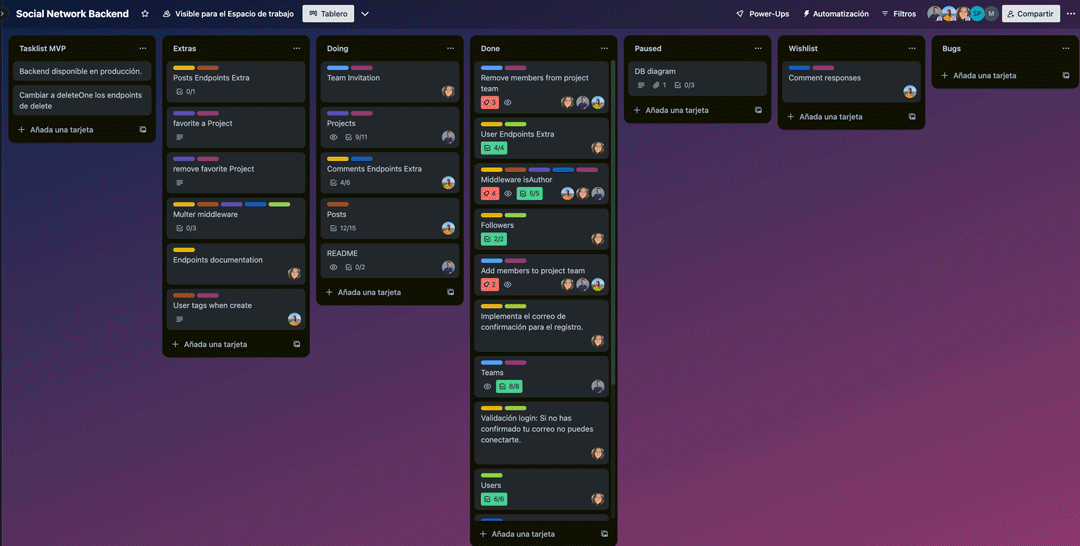 Social Network Backend
Visible para el Espacio de trabajo
Tablero
Power-Ups
Automatización
Filtros
SP
M
Compartir
Tasklist MVP
Backend disponible en producción.
Cambiar a deleteOne los endpoints
de delete
Añada una tarjeta
Extras
Posts Endpoints Extra
0/1
favorite a Project
remove favorite Project
Multer middleware
0/3
Endpoints documentation
User tags when create
Añada una tarjeta
Doing
Team Invitation
Projects
9/11
Comments Endpoints Extra
4/6
Posts
12/15
README
0/2
Añada una tarjeta
Done
Remove members from project
team
3
User Endpoints Extra
4/4
Middleware isAuthor
4
5/5
Followers
2/2
Add members to project team
2
Implementa el correo de
confirmación para el registro.
Teams
8/8
Validación login: Si no has
confirmado tu correo no puedes
conectarte.
Users
6/6
Añada una tarjeta
Paused
DB diagram
1
0/3
Añada una tarjeta
Wishlist
Comment responses
Añada una tarjeta
Bugs
Añada una tarjeta